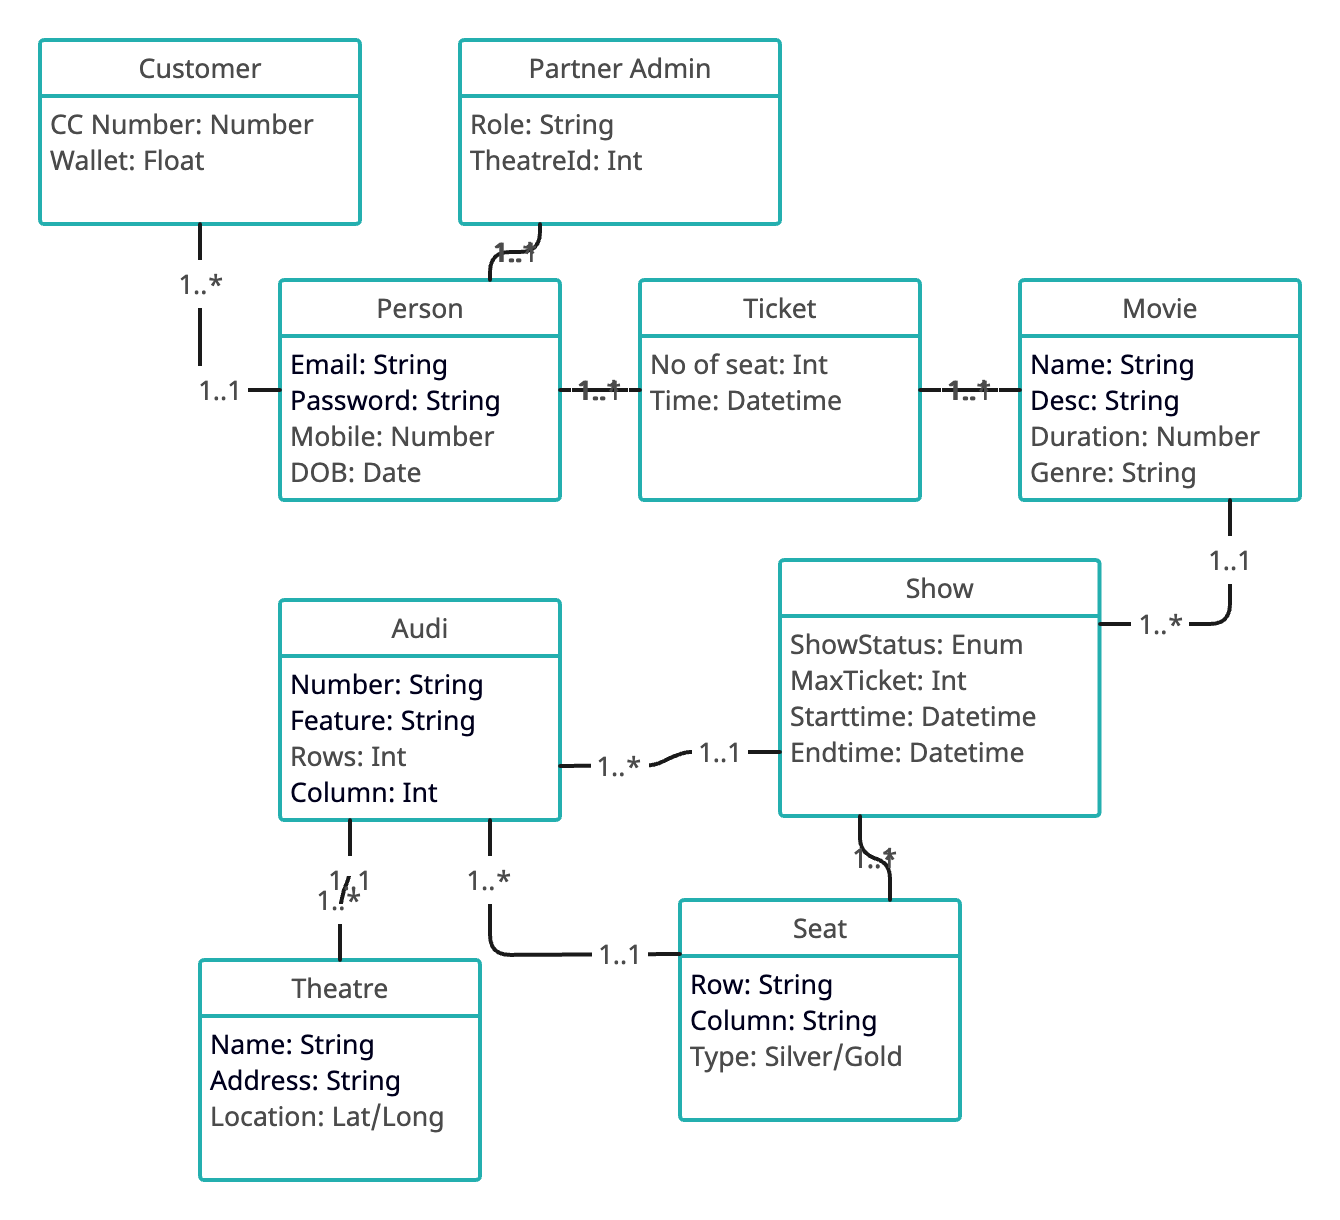 Customer
CC Number: Number
Wallet: Float
Partner Admin
Role: String
TheatreId: Int
1..*
1..1
Person
Email: String
Password: String
Mobile: Number
DOB: Date
Ticket
No of seat: Int
Time: Datetime
Movie
Name: String
Desc: String
Duration: Number
Genre: String
1..1
1..*
Show
ShowStatus: Enum
MaxTicket: Int
Starttime: Datetime
Endtime: Datetime
Audi
Number: String
Feature: String
Rows: Int
Column: Int
1..*
1..1
1..1
1..*
1..*
1..1
Theatre
Name: String
Address: String
Location: Lat/Long
Seat
Row: String
Column: String
Type: Silver/Gold